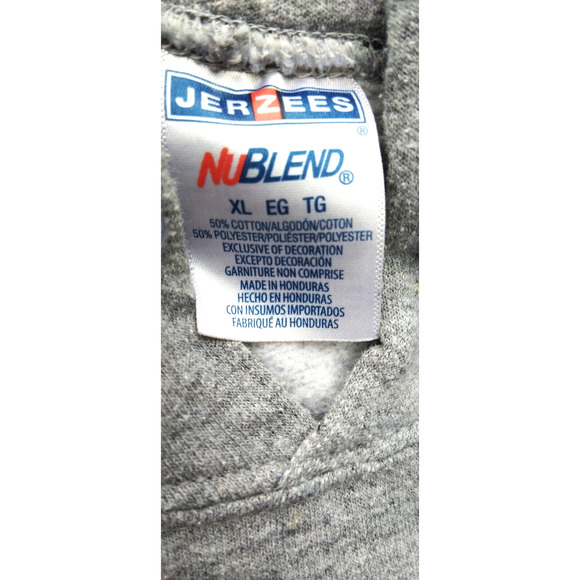 JERZEES
®
NUBLEND®
XL EG TG
50% COTTON/ALGODÓN/COTON
50% POLYESTER/POLIÉSTER/POLYESTER
EXCLUSIVE OF DECORATION
EXCEPTO DECORACIÓN
GARNITURE NON COMPRISE
MADE IN HONDURAS
HECHO EN HONDURAS
CON INSUMOS IMPORTADOS
FABRIQUÉ AU HONDURAS